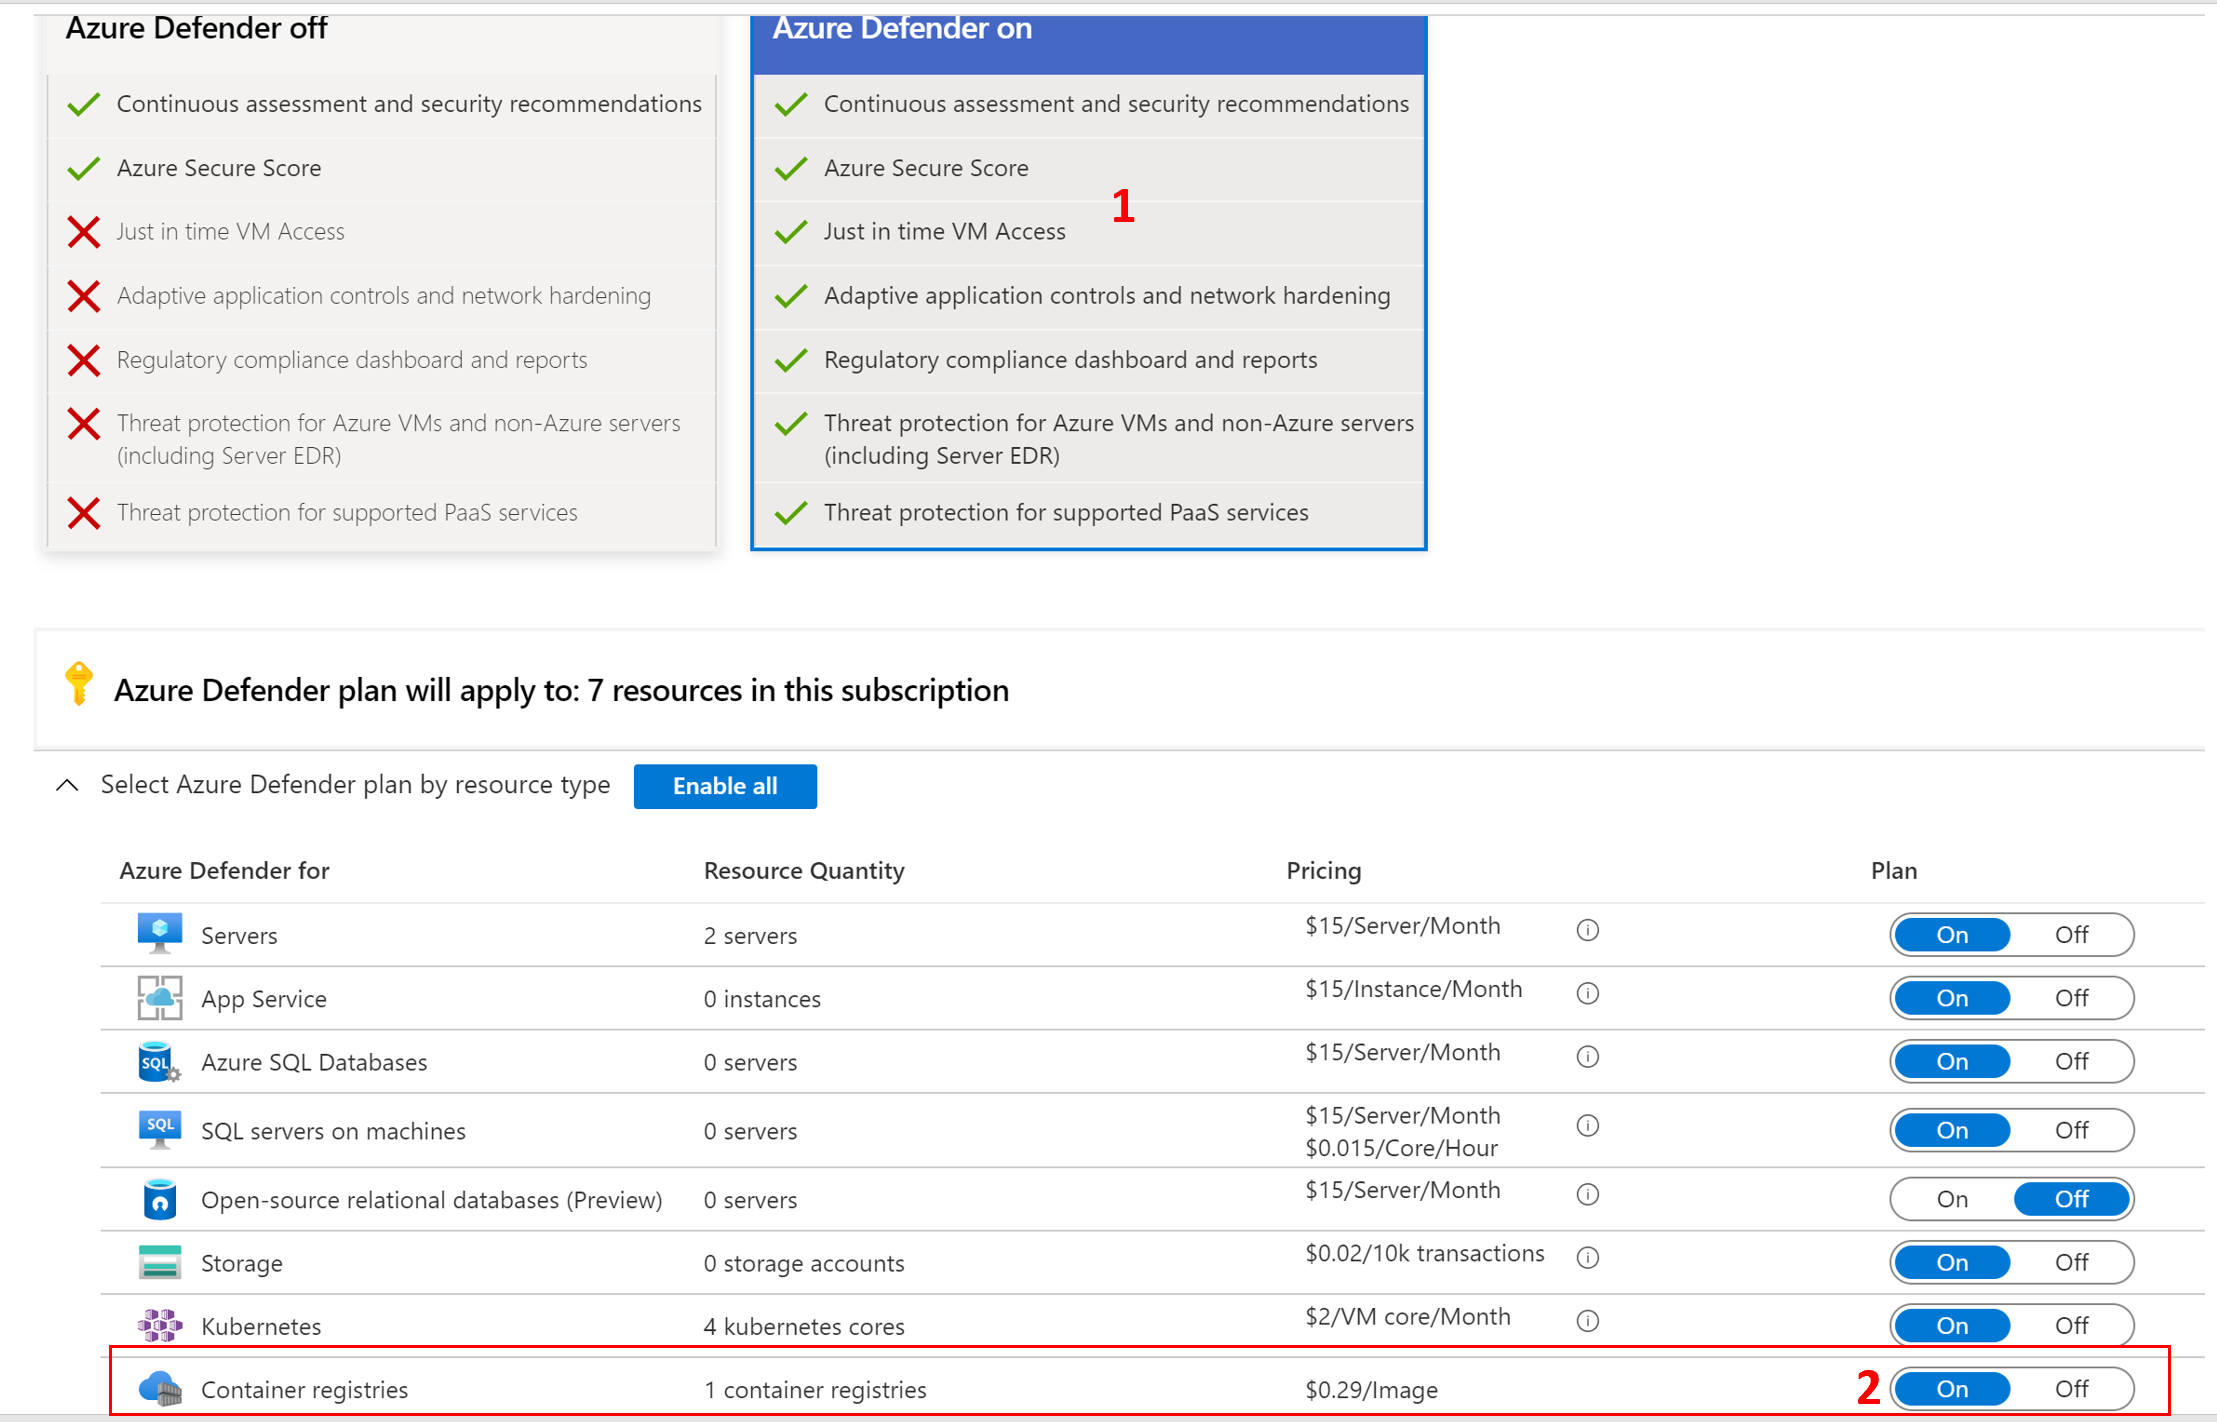 Azure Defender off
Continuous assessment and security recommendations
Azure Secure Score
Just in time VM Access
Adaptive application controls and network hardening
Regulatory compliance dashboard and reports
Threat protection for Azure VMs and non-Azure servers
(including Server EDR)
Threat protection for supported PaaS services
Azure Defender on
Continuous assessment and security recommendations
Azure Secure Score
1
Just in time VM Access
Adaptive application controls and network hardening
Regulatory compliance dashboard and reports
Threat protection for Azure VMs and non-Azure servers
(including Server EDR)
Threat protection for supported PaaS services
Azure Defender plan will apply to: 7 resources in this subscription
Select Azure Defender plan by resource type Enable all
Azure Defender for Resource Quantity Pricing Plan
Servers 2 servers $15/Server/Month On Off
App Service 0 instances $15/Instance/Month On Off
SQL Azure SQL Databases 0 servers $15/Server/Month On Off
SQL SQL servers on machines 0 servers $15/Server/Month On Off
$0.015/Core/Hour
Open-source relational databases (Preview) 0 servers $15/Server/Month On Off
Storage 0 storage accounts $0.02/10k transactions On Off
Kubernetes 4 kubernetes cores $2/VM core/Month On Off
Container registries 1 container registries $0.29/Image 2 On Off